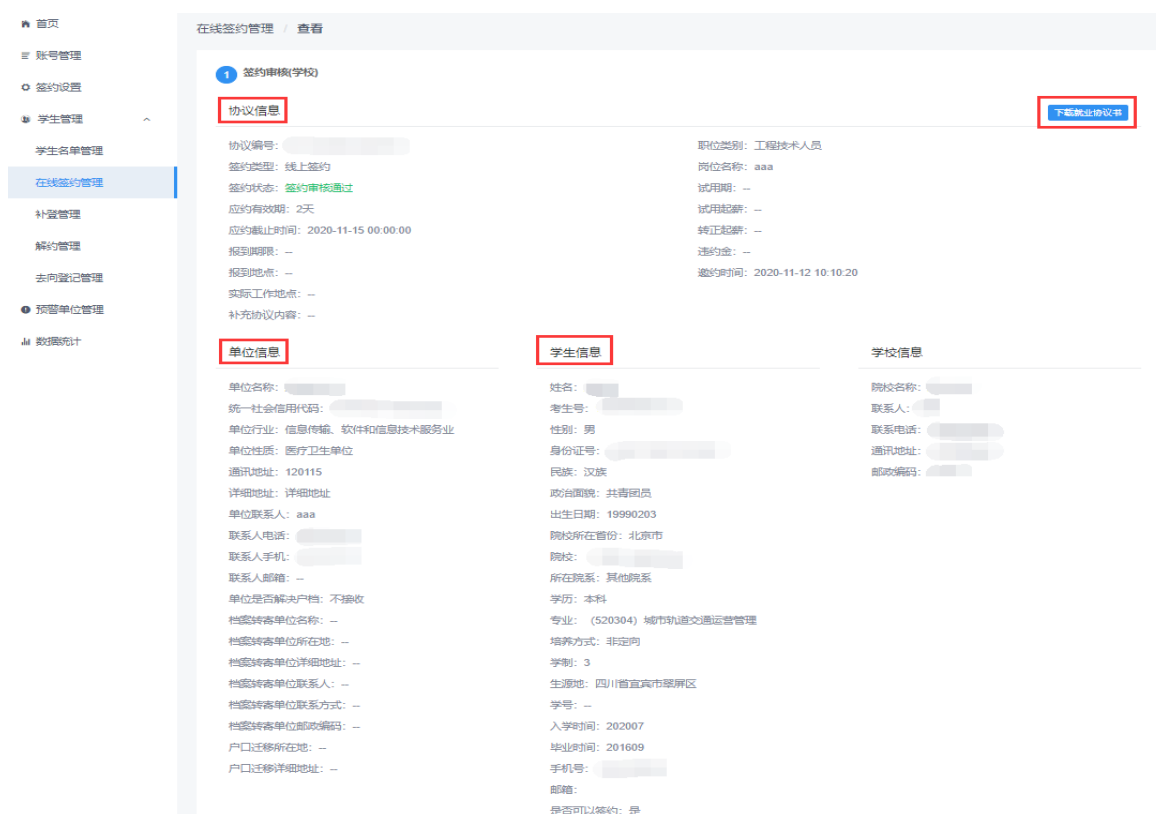 首页
账号管理
签约设置
学生管理
学生名单管理
在线签约管理
补登管理
解约管理
去向登记管理
预警单位管理
数据统计
在线签约管理 / 查看
1 签约审核(学校)
协议信息
下载就业协议书
协议编号:
签约类型: 线上签约
签约状态: 签约审核通过
应约有效期: 2天
应约截止时间: 2020-11-15 00:00:00
报到期限: --
报到地点: --
实际工作地点: --
补充协议内容: --
职位类别: 工程技术人员
岗位名称: aaa
试用期: --
试用起薪: --
转正起薪: --
违约金: --
邀约时间: 2020-11-12 10:10:20
单位信息
单位名称:
统一社会信用代码:
单位行业: 信息传输、软件和信息技术服务业
单位性质: 医疗卫生单位
通讯地址: 120115
详细地址: 详细地址
单位联系人: aaa
联系人电话:
联系人手机:
联系人邮箱: --
单位是否解决户档: 不接收
档案转寄单位名称: --
档案转寄单位所在地: --
档案转寄单位详细地址: --
档案转寄单位联系人: --
档案转寄单位联系方式: --
档案转寄单位邮政编码: --
户口迁移所在地: --
户口迁移详细地址: --
学生信息
姓名:
考生号:
性别: 男
身份证号:
民族: 汉族
政治面貌: 共青团员
出生日期: 19990203
院校所在省份: 北京市
院校:
所在院系: 其他院系
学历: 本科
专业: (520304) 城市轨道交通运营管理
培养方式: 非定向
学制: 3
生源地: 四川省宜宾市翠屏区
学号: --
入学时间: 202007
毕业时间: 201609
手机号:
邮箱:
是否可以签约: 是
学校信息
院校名称:
联系人:
联系电话:
通讯地址:
邮政编码: